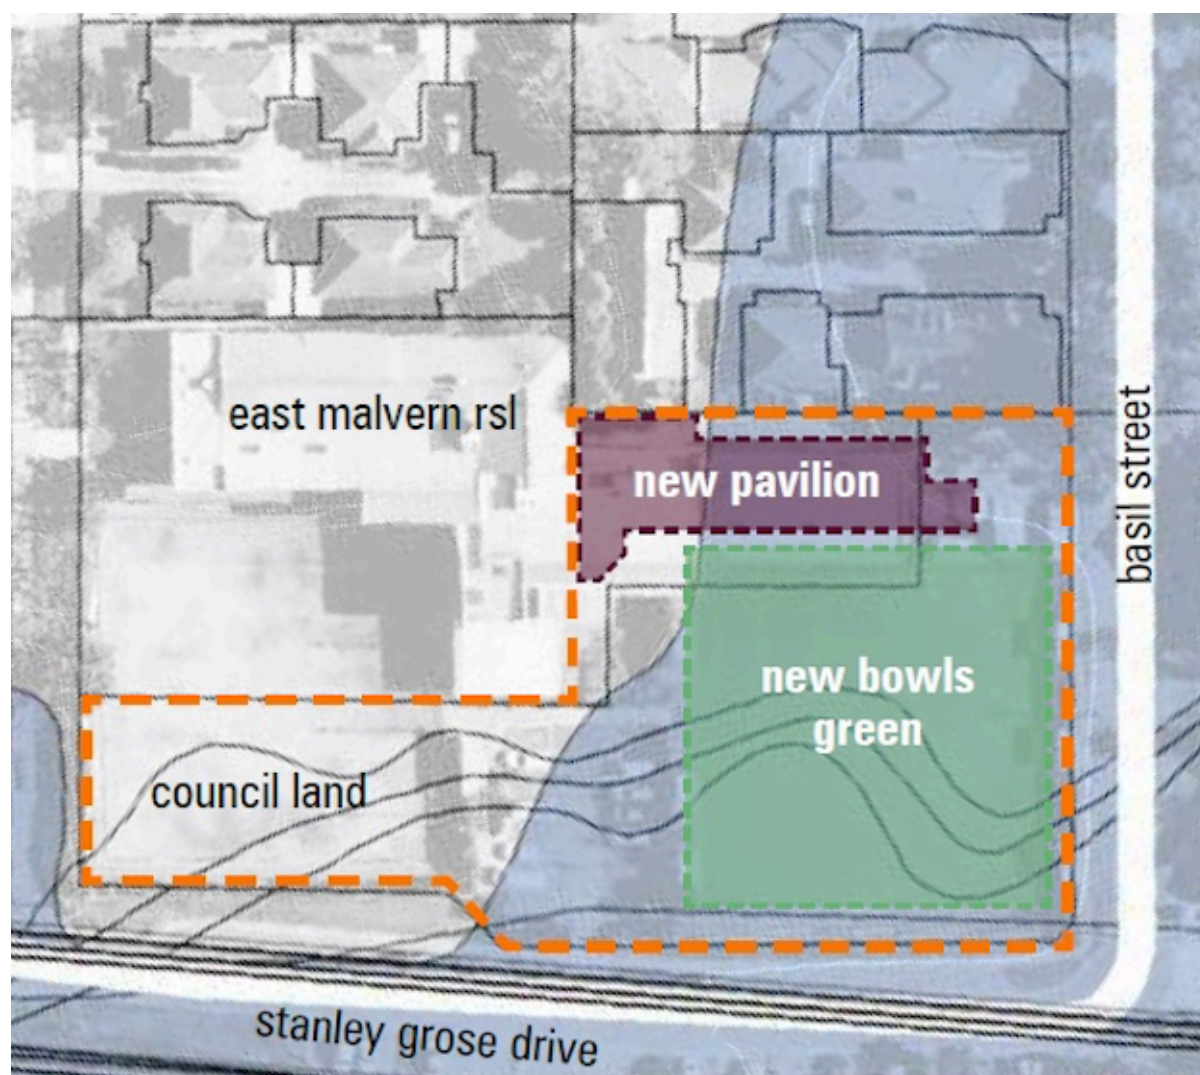 east malvern rsl
new pavilion
basil street
new bowls
green
council land
stanley grose drive